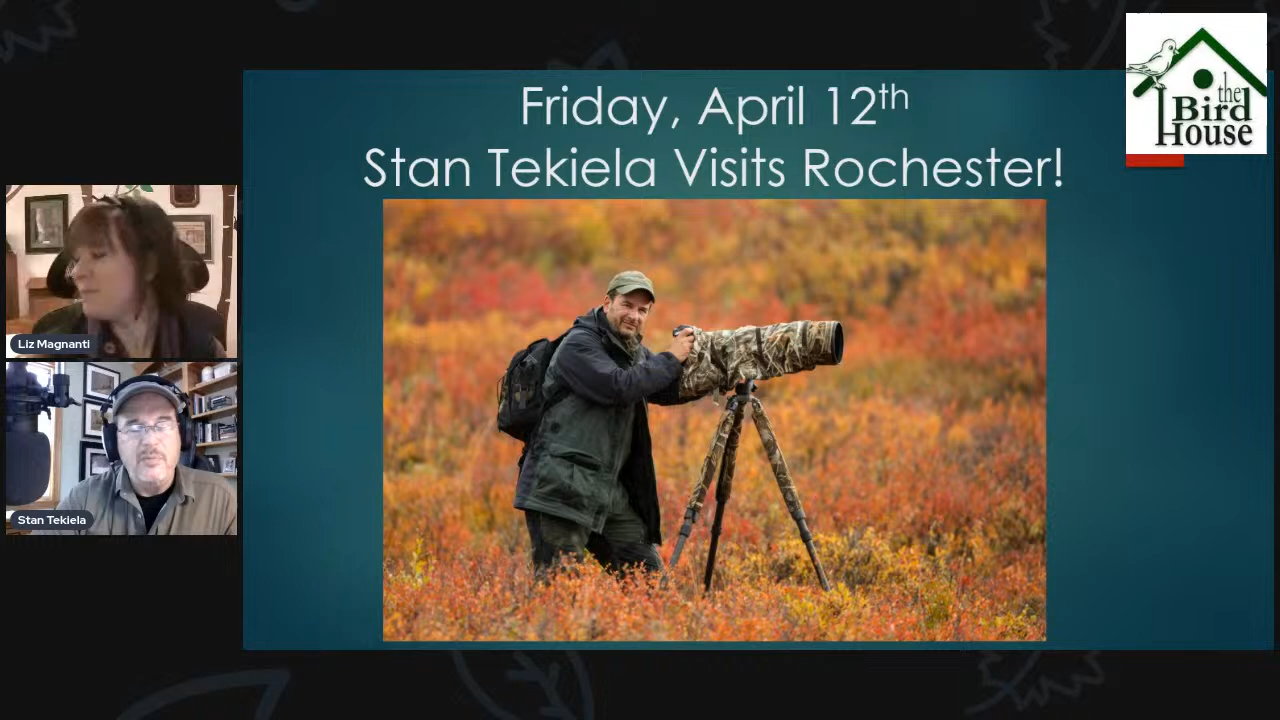 Friday, April 12th
Stan Tekiela Visits Rochester!
the
Bird
House
Liz Magnanti
Stan Tekiela